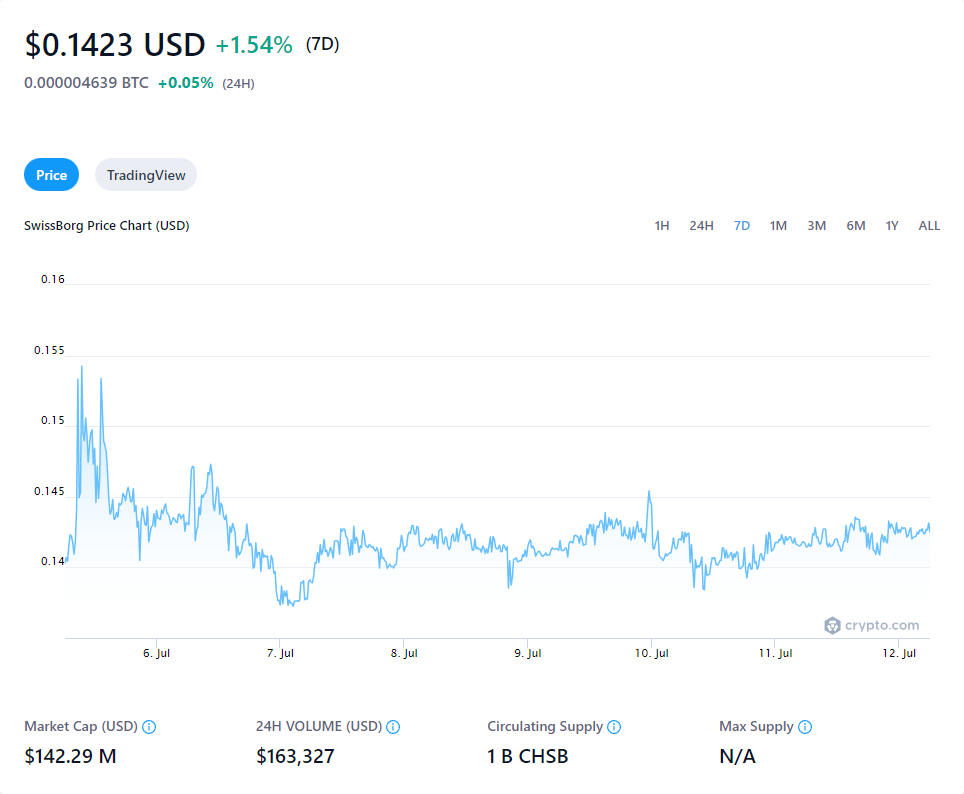 $0.1423 USD +1.54% (7D)
0.000004639 BTC +0.05% (24H)
Price TradingView
SwissBorg Price Chart (USD) 1H 24H 7D 1M 3M 6M 1Y ALL
0.16
0.155
0.15
0.145
0.14
crypto.com
6. Jul 7. Jul 8. Jul 9. Jul 10. Jul 11. Jul 12. Jul
Market Cap (USD) 24H VOLUME (USD) Circulating Supply Max Supply
$142.29 M $163,327 1 B CHSB N/A